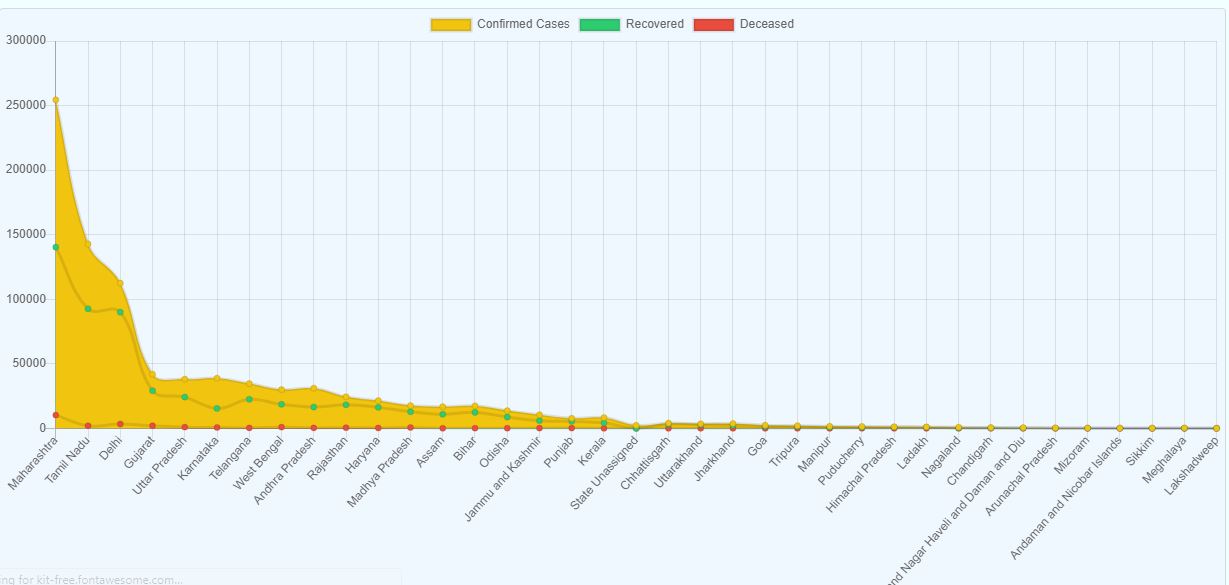 Confirmed Cases Recovered Deceased
300000
250000
200000
150000
100000
50000
0
Maharashtra
Tamil Nadu
Delhi
Gujarat
Uttar Pradesh
Karnataka
Telangana
West Bengal
Andhra Pradesh
Rajasthan
Haryana
Madhya Pradesh
Assam
Bihar
Odisha
Jammu and Kashmir
Punjab
Kerala
State Unassigned
Chhattisgarh
Uttarakhand
Jharkhand
Goa
Tripura
Manipur
Puducherry
Himachal Pradesh
Ladakh
Nagaland
Chandigarh
and Nagar Haveli and Daman and Diu
Arunachal Pradesh
Mizoram
Andaman and Nicobar Islands
Sikkim
Meghalaya
Lakshadweep
ing for kit-free.fontawesome.com...